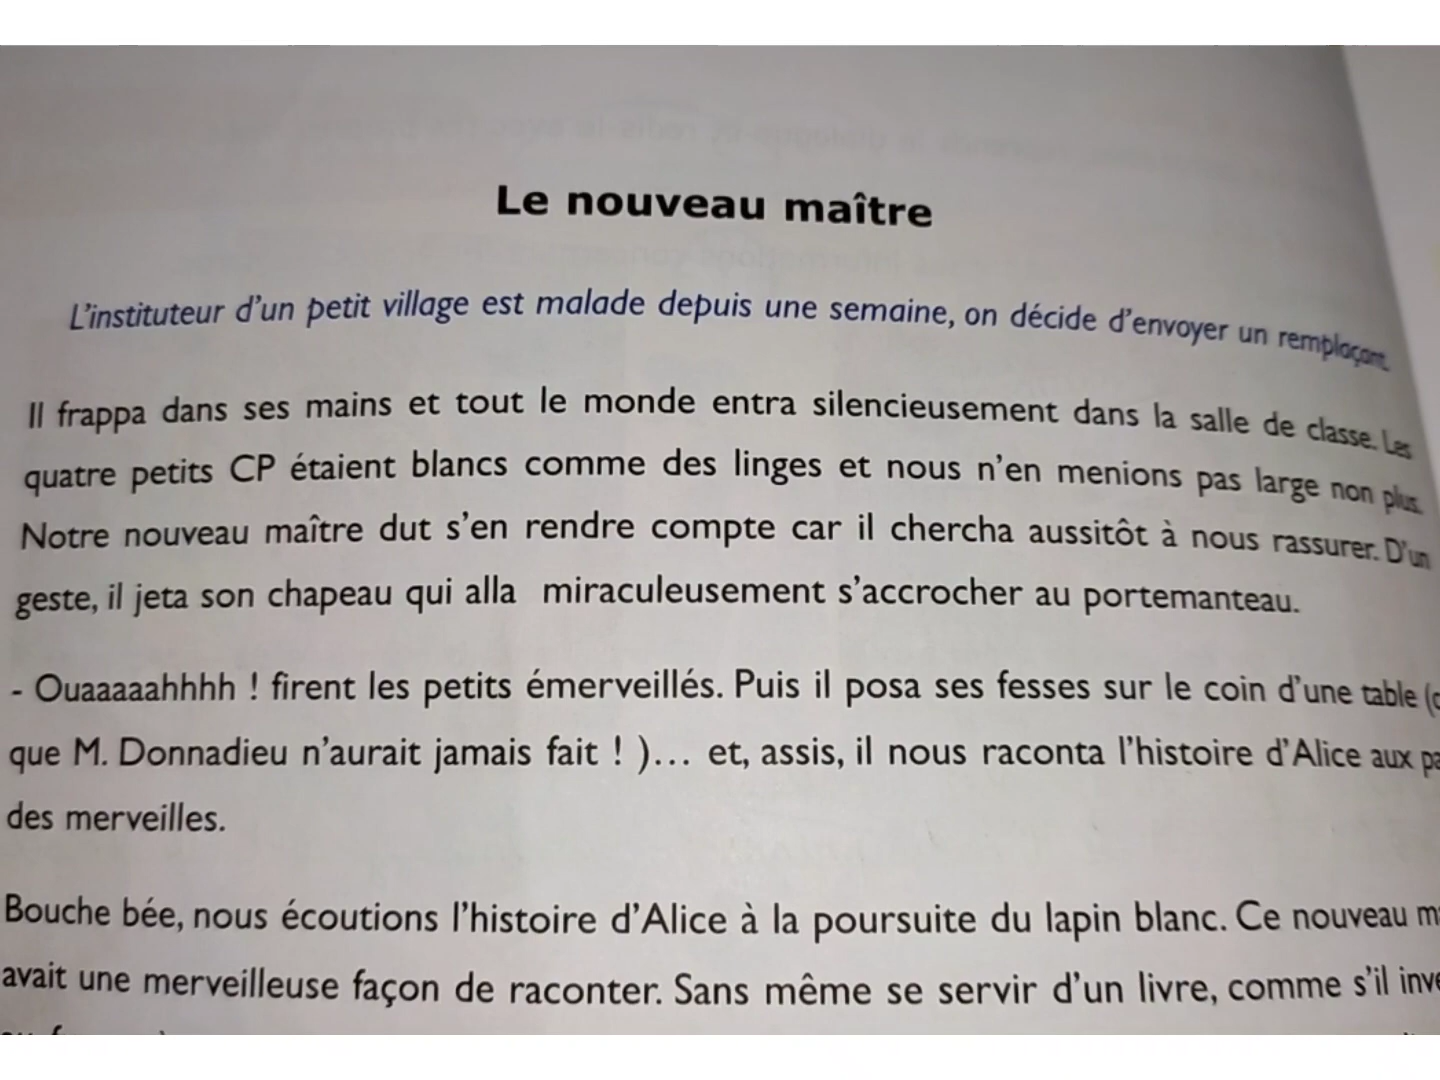 Le nouveau maître
L'instituteur d'un petit village est malade depuis une semaine, on décide d'envoyer un remplaçant.
Il frappa dans ses mains et tout le monde entra silencieusement dans la salle de classe. Les
quatre petits CP étaient blancs comme des linges et nous n'en menions pas large non plus.
Notre nouveau maître dut s'en rendre compte car il chercha aussitôt à nous rassurer. D'un
geste, il jeta son chapeau qui alla miraculeusement s'accrocher au portemanteau.
- Ouaaaaahhhh ! firent les petits émerveillés. Puis il posa ses fesses sur le coin d'une table
que M. Donnadieu n'aurait jamais fait ! )... et, assis, il nous raconta l'histoire d'Alice aux
des merveilles.
Bouche bée, nous écoutions l'histoire d'Alice à la poursuite du lapin blanc. Ce nouveau
avait une merveilleuse façon de raconter. Sans même se servir d'un livre, comme s'il